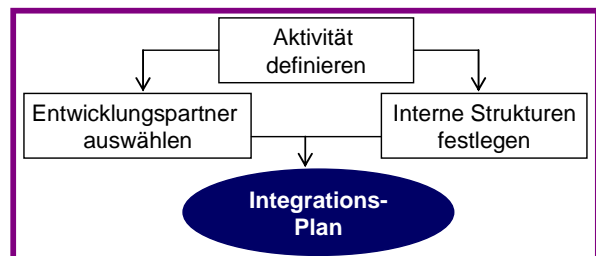 Aktivität
definieren
Entwicklungspartner
auswählen
Interne Strukturen
festlegen
Integrations-
Plan